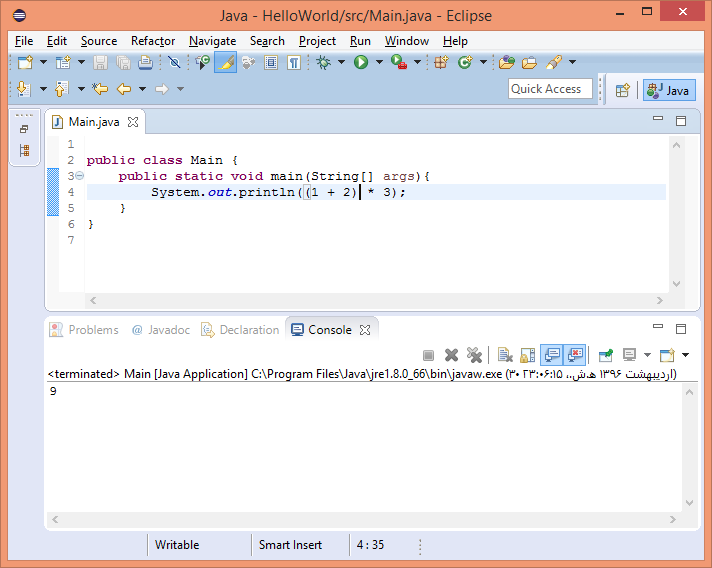 Java - HelloWorld/src/Main.java - Eclipse
File Edit Source Refactor Navigate Search Project Run Window Help
Quick Access Java
Main.java
1
2 public class Main {
3 public static void main(String[] args){
4 System.out.println((1 + 2) * 3);
5 }
6 }
7
Problems @ Javadoc Declaration Console
<terminated> Main [Java Application] C:\Program Files\Java\jre1.8.0_66\bin\javaw.exe (۳۰ اردیبهشت ۱۳۹۶ ه‍.ش.،‏ ۲۳:۰۶:۱۵)
9
Writable Smart Insert 4 : 35